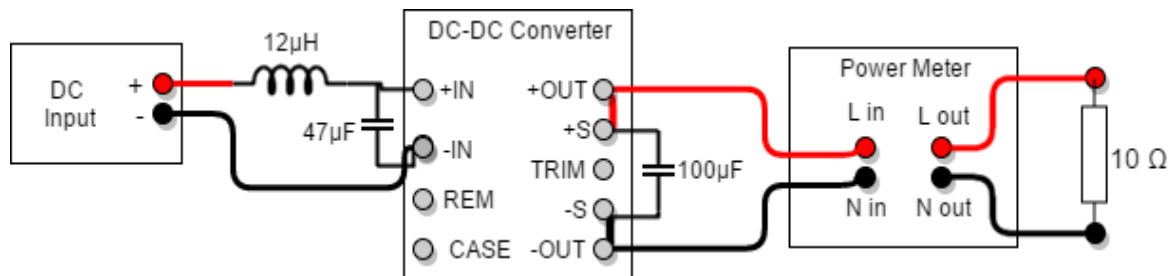 DC
Input
+
-
12µH
47µF
DC-DC Converter
+IN
-IN
REM
CASE
+OUT
+S
TRIM
-S
-OUT
100µF
Power Meter
L in
L out
N in
N out
10 Ω